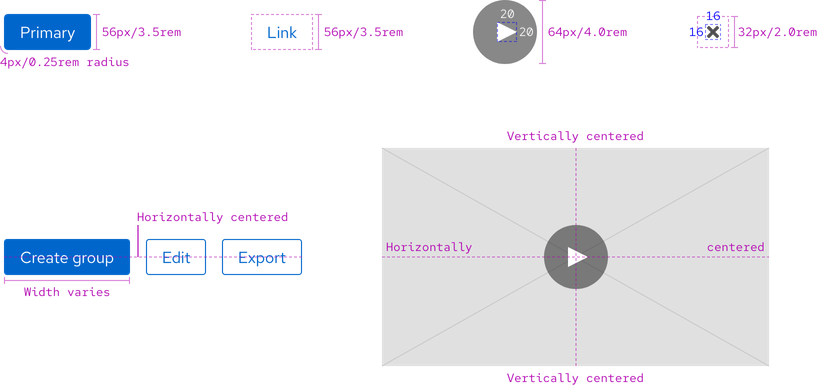 Primary
56px/3.5rem
4px/0.25rem radius
Link
56px/3.5rem
20
20
64px/4.0rem
16
16
32px/2.0rem
Horizontally centered
Create group
Edit
Export
Width varies
Vertically centered
Horizontally
centered
Vertically centered